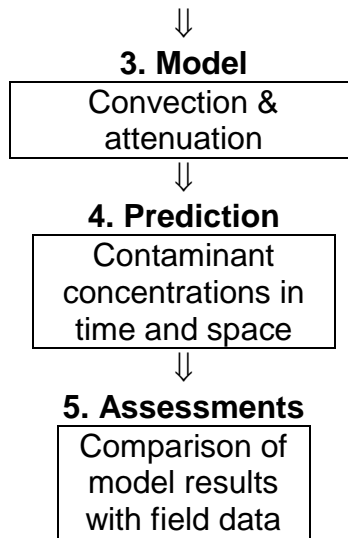 ⇓
3. Model
Convection &
attenuation
⇓
4. Prediction
Contaminant
concentrations in
time and space
⇓
5. Assessments
Comparison of
model results
with field data